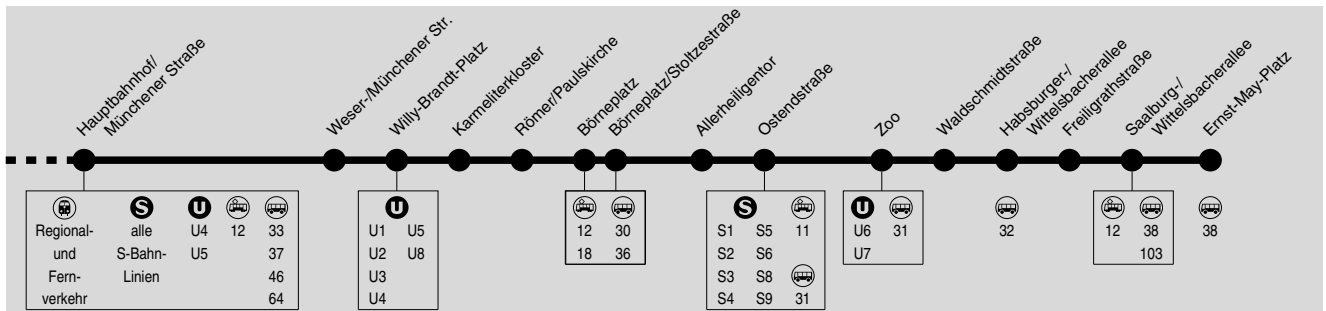 Hauptbahnhof/
Münchener Straße
Weser-/Münchener Str.
Willy-Brandt-Platz
Karmeliterkloster
Römer/Paulskirche
Börneplatz
Börneplatz/Stoltzestraße
Allerheiligentor
Ostendstraße
Zoo
Waldschmidtstraße
Habsburger-/
Wittelsbacherallee
Freiligrathstraße
Saalburg-/
Wittelsbacherallee
Ernst-May-Platz
S U U S U
Regional- alle U4 12 33 U1 U5 12 30 S1 S5 11 U6 31 32 12 38 38
und S-Bahn- U5 37 U2 U8 18 36 S2 S6 U7 103
Fern- Linien 46 U3 S3 S8
verkehr 64 U4 S4 S9 31